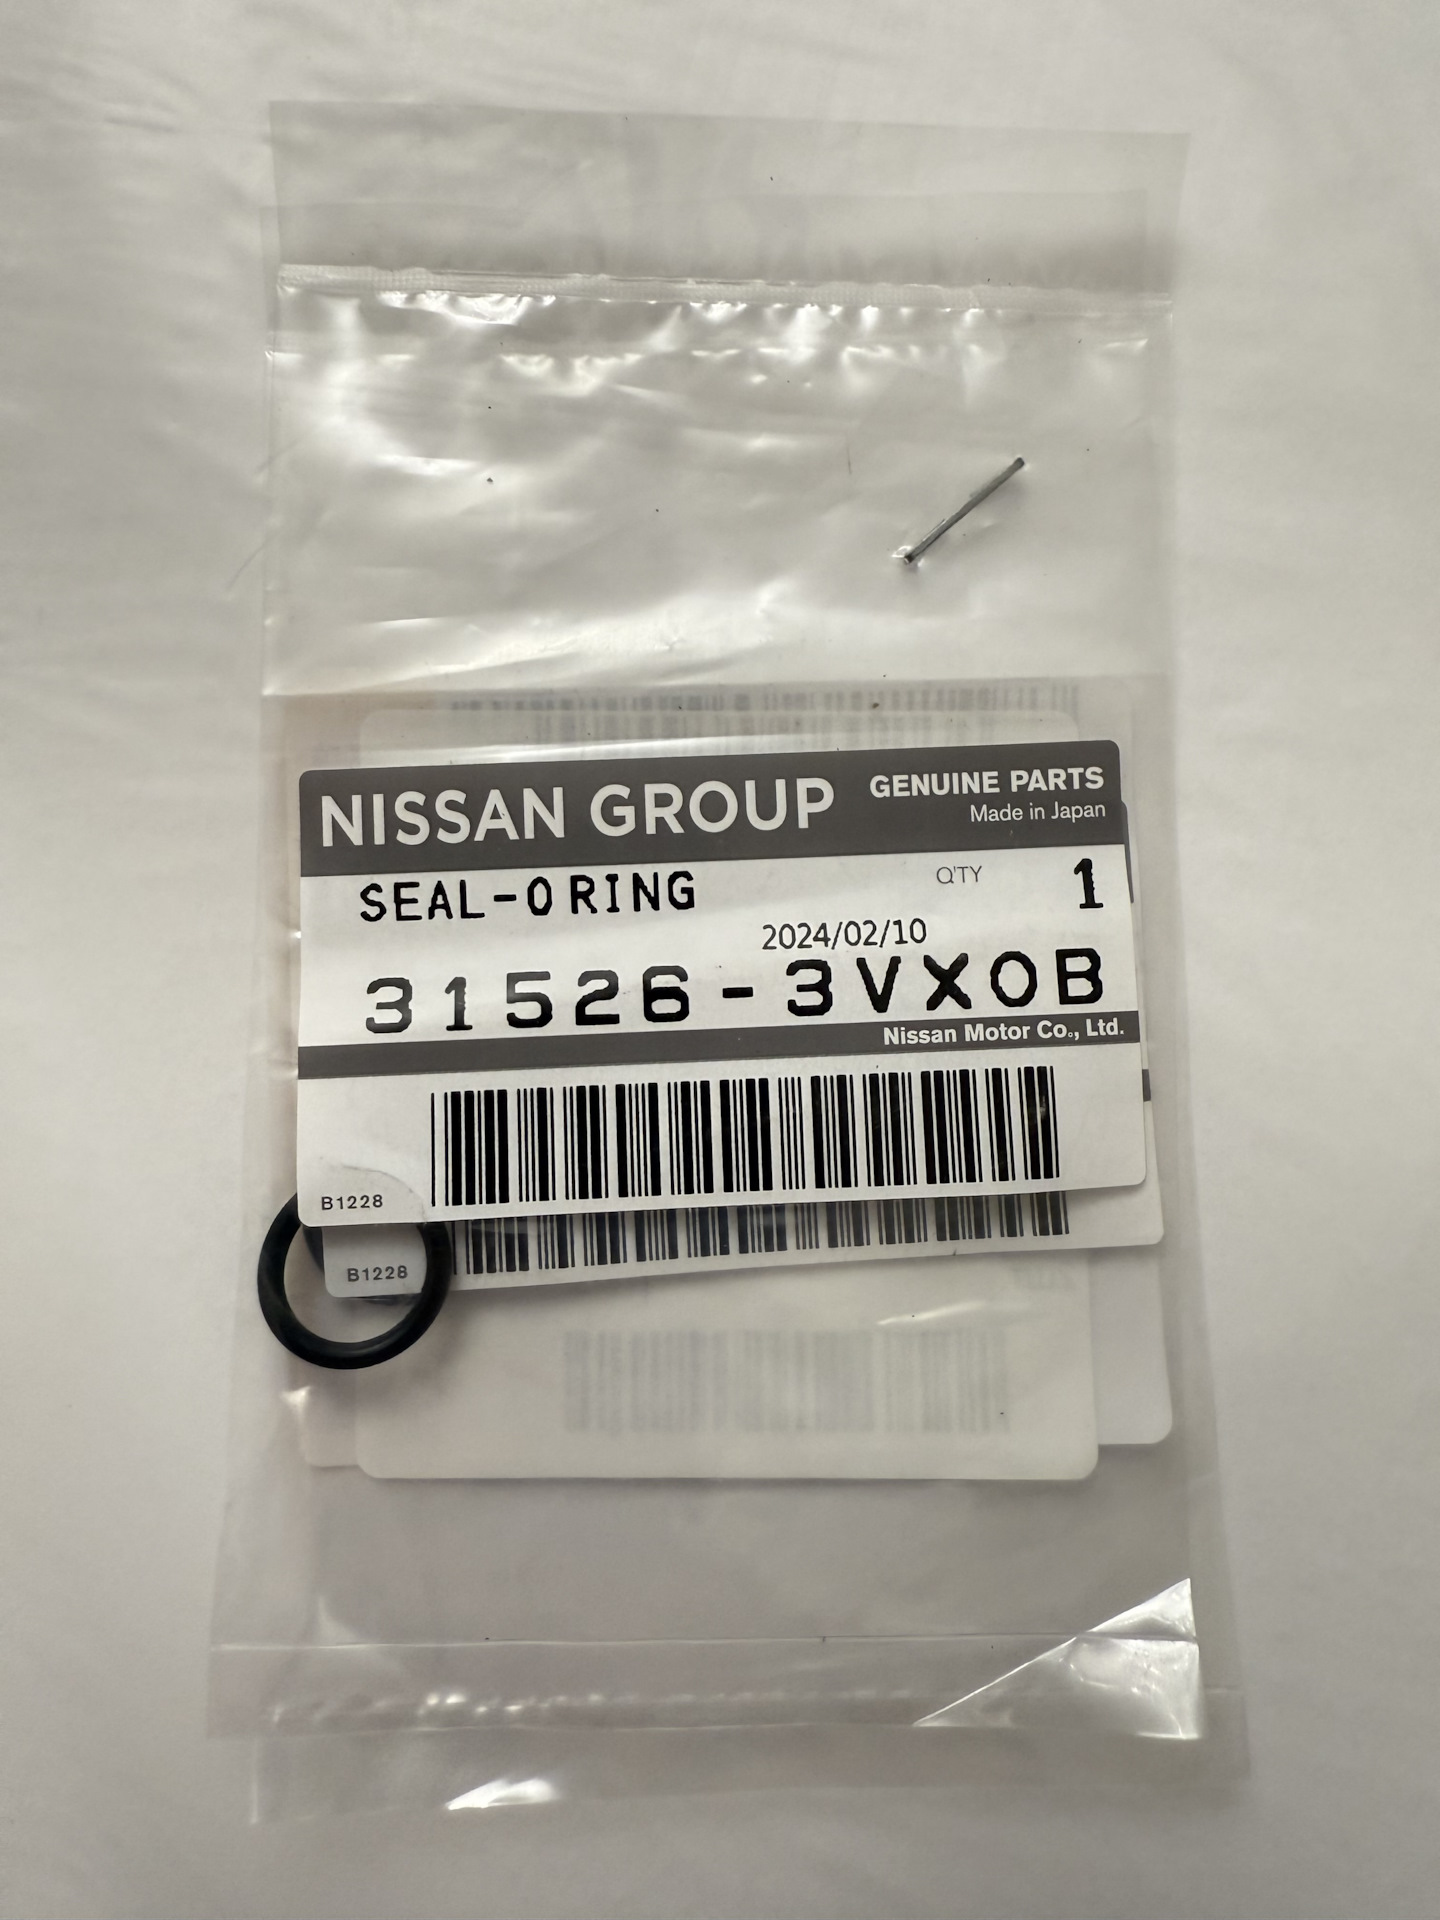 NISSAN GROUP
GENUINE PARTS
Made in Japan
SEAL-O RING
Q'TY 1
2024/02/10
31526-3VX0B
Nissan Motor Co., Ltd.
B1228
B1228